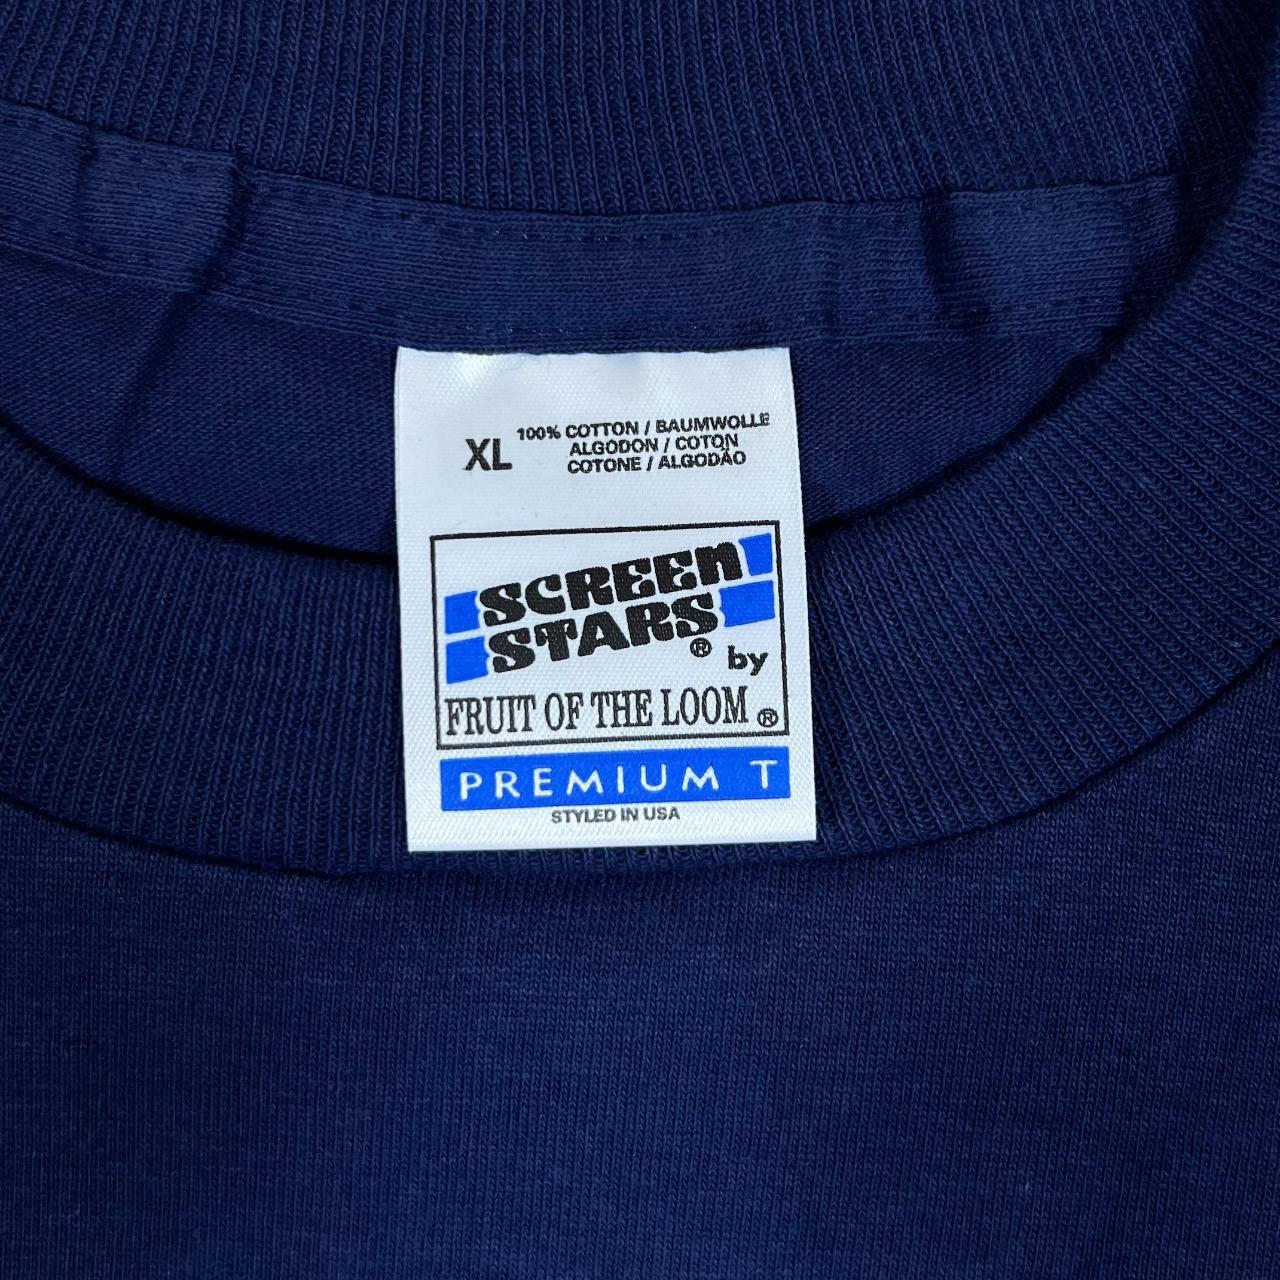 XL
100% COTTON / BAUMWOLLE
ALGODON / COTON
COTONE / ALGODÃO
SCREEN
STARS® by
FRUIT OF THE LOOM®
PREMIUM T
STYLED IN USA